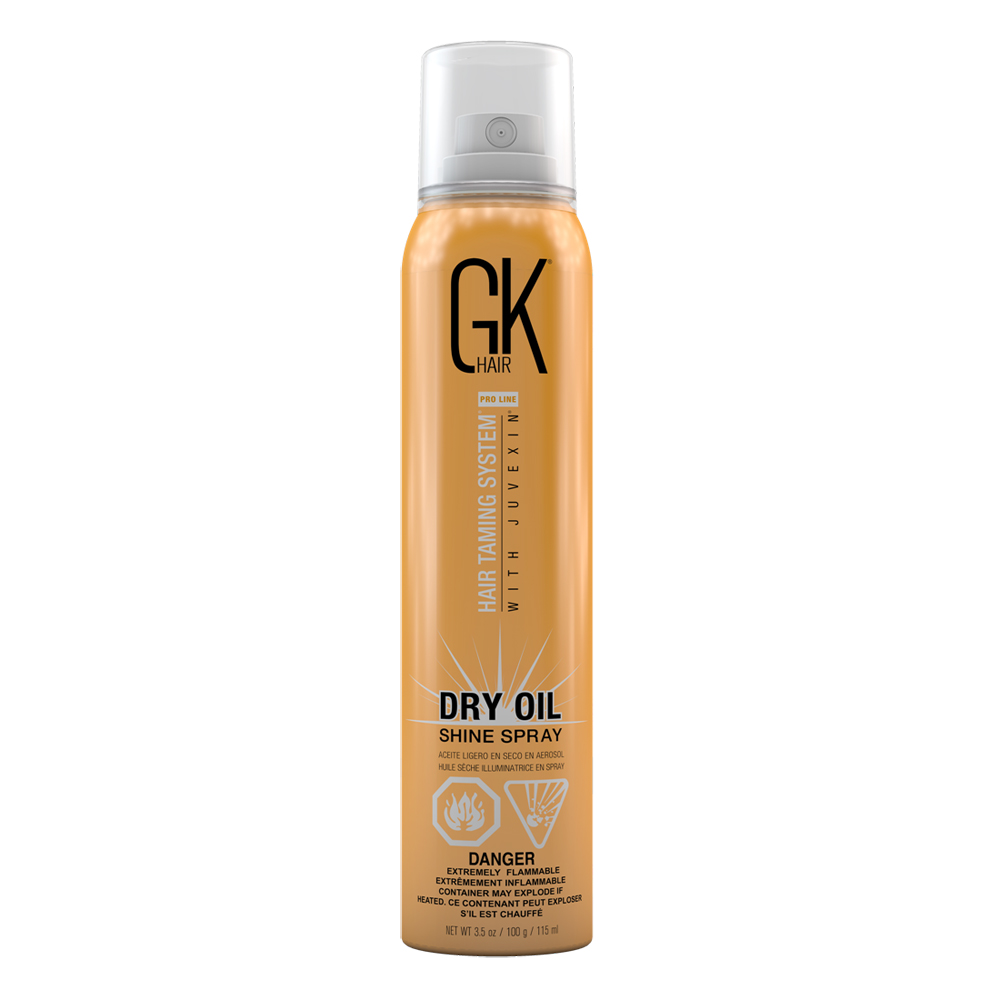 GK®
HAIR
PRO LINE
HAIR TAMING SYSTEM®
WITH JUVEXIN®
DRY OIL
SHINE SPRAY
ACEITE LIGERO EN SECO EN AEROSOL
HUILE SÈCHE ILLUMINATRICE EN SPRAY
DANGER
EXTREMELY FLAMMABLE
EXTRÊMEMENT INFLAMMABLE
CONTAINER MAY EXPLODE IF
HEATED. CE CONTENANT PEUT EXPLOSER
S'IL EST CHAUFFÉ
NET WT 3.5 oz / 100 g / 115 ml